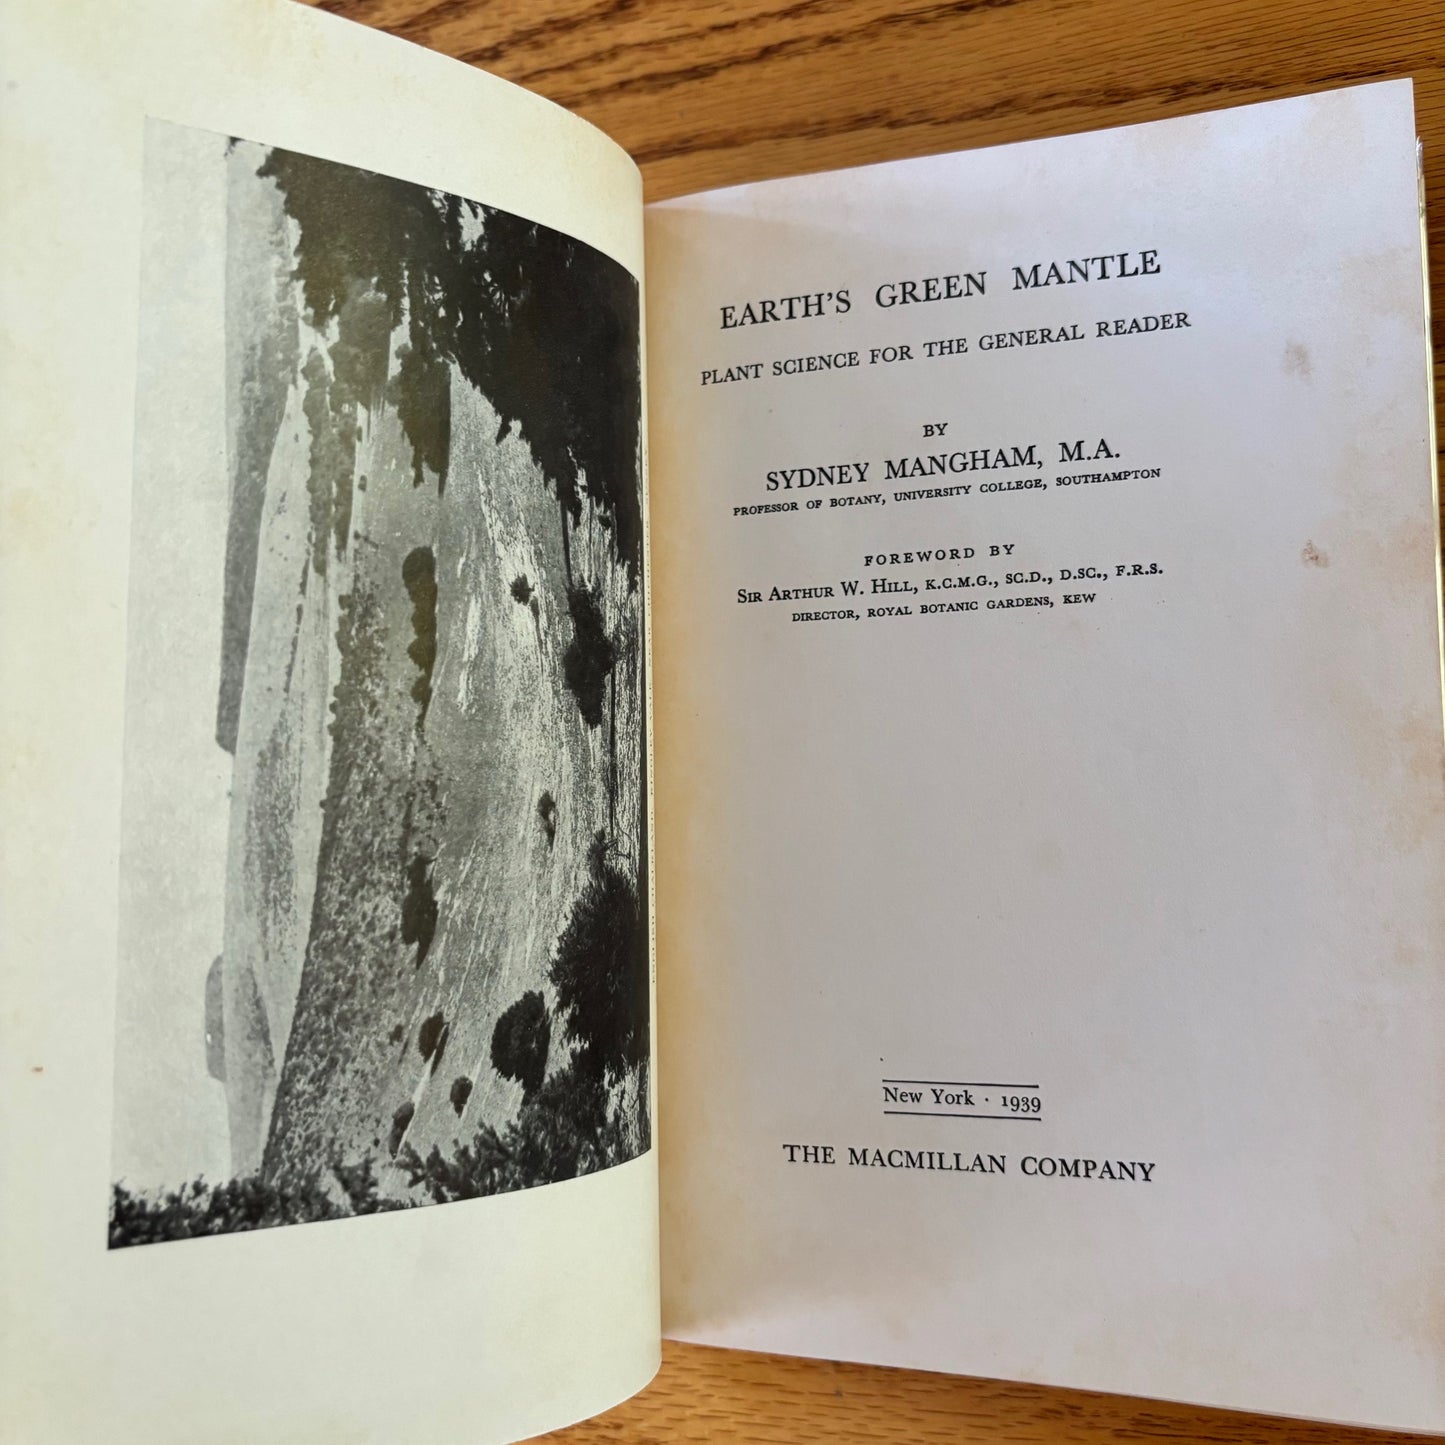 EARTH'S GREEN MANTLE
PLANT SCIENCE FOR THE GENERAL READER
BY
SYDNEY MANGHAM, M.A.
PROFESSOR OF BOTANY, UNIVERSITY COLLEGE, SOUTHAMPTON
FOREWORD BY
SIR ARTHUR W. HILL, K.C.M.G., SC.D., D.SC., F.R.S.
DIRECTOR, ROYAL BOTANIC GARDENS, KEW
New York · 1939
THE MACMILLAN COMPANY